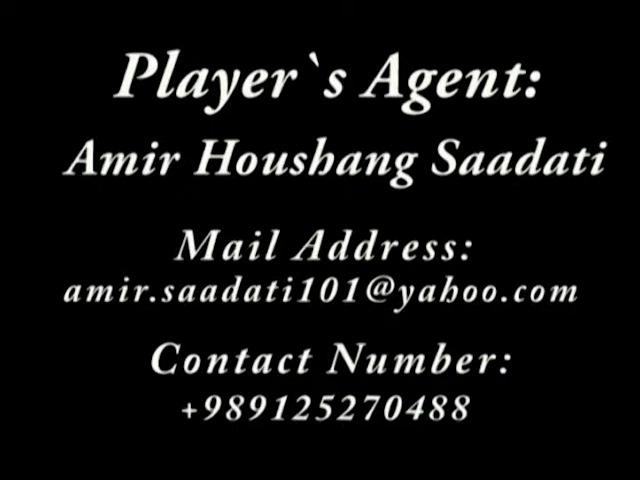 Player`s Agent:
Amir Houshang Saadati
Mail Address:
amir.saadati101@yahoo.com
Contact Number:
+989125270488